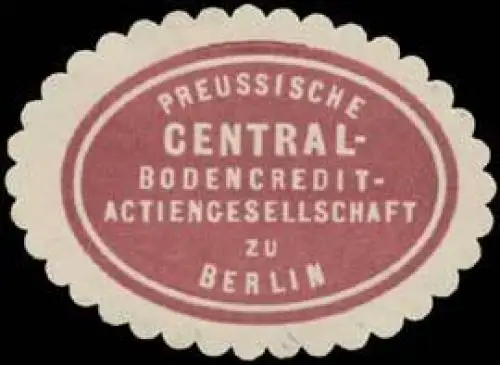 PREUSSISCHE
CENTRAL-
BODENCREDIT-
ACTIENGESELLSCHAFT
ZU
BERLIN